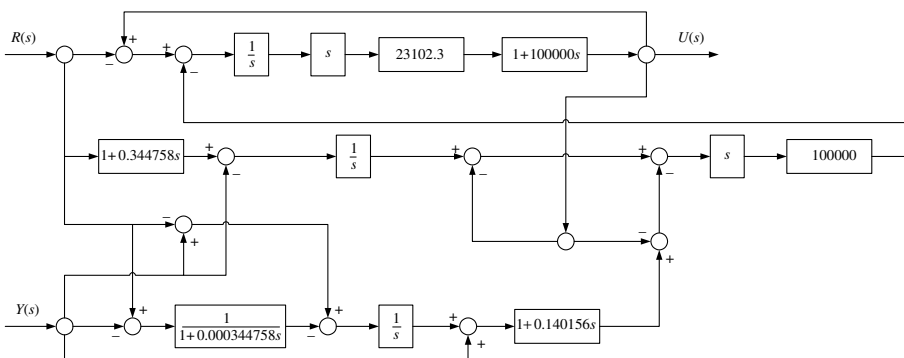 R(s)
+
−
+
−
1
s
s
23102.3
1+100000s
U(s)
1+0.344758s
+
−
1
s
+
−
+
−
s
100000
−
+
−
+
Y(s)
+
−
1
1+0.000344758s
+
−
1
s
+
+
1+0.140156s